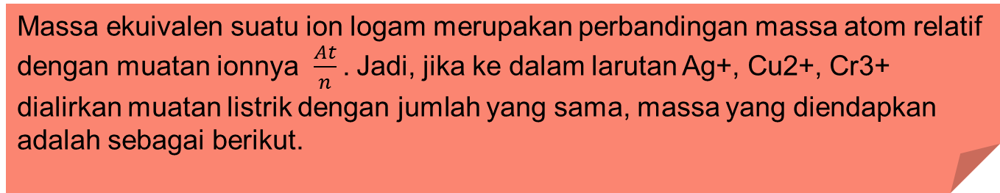 Massa ekuivalen suatu ion logam merupakan perbandingan massa atom relatif
dengan muatan ionnya At/n . Jadi, jika ke dalam larutan Ag+, Cu2+, Cr3+
dialirkan muatan listrik dengan jumlah yang sama, massa yang diendapkan
adalah sebagai berikut.